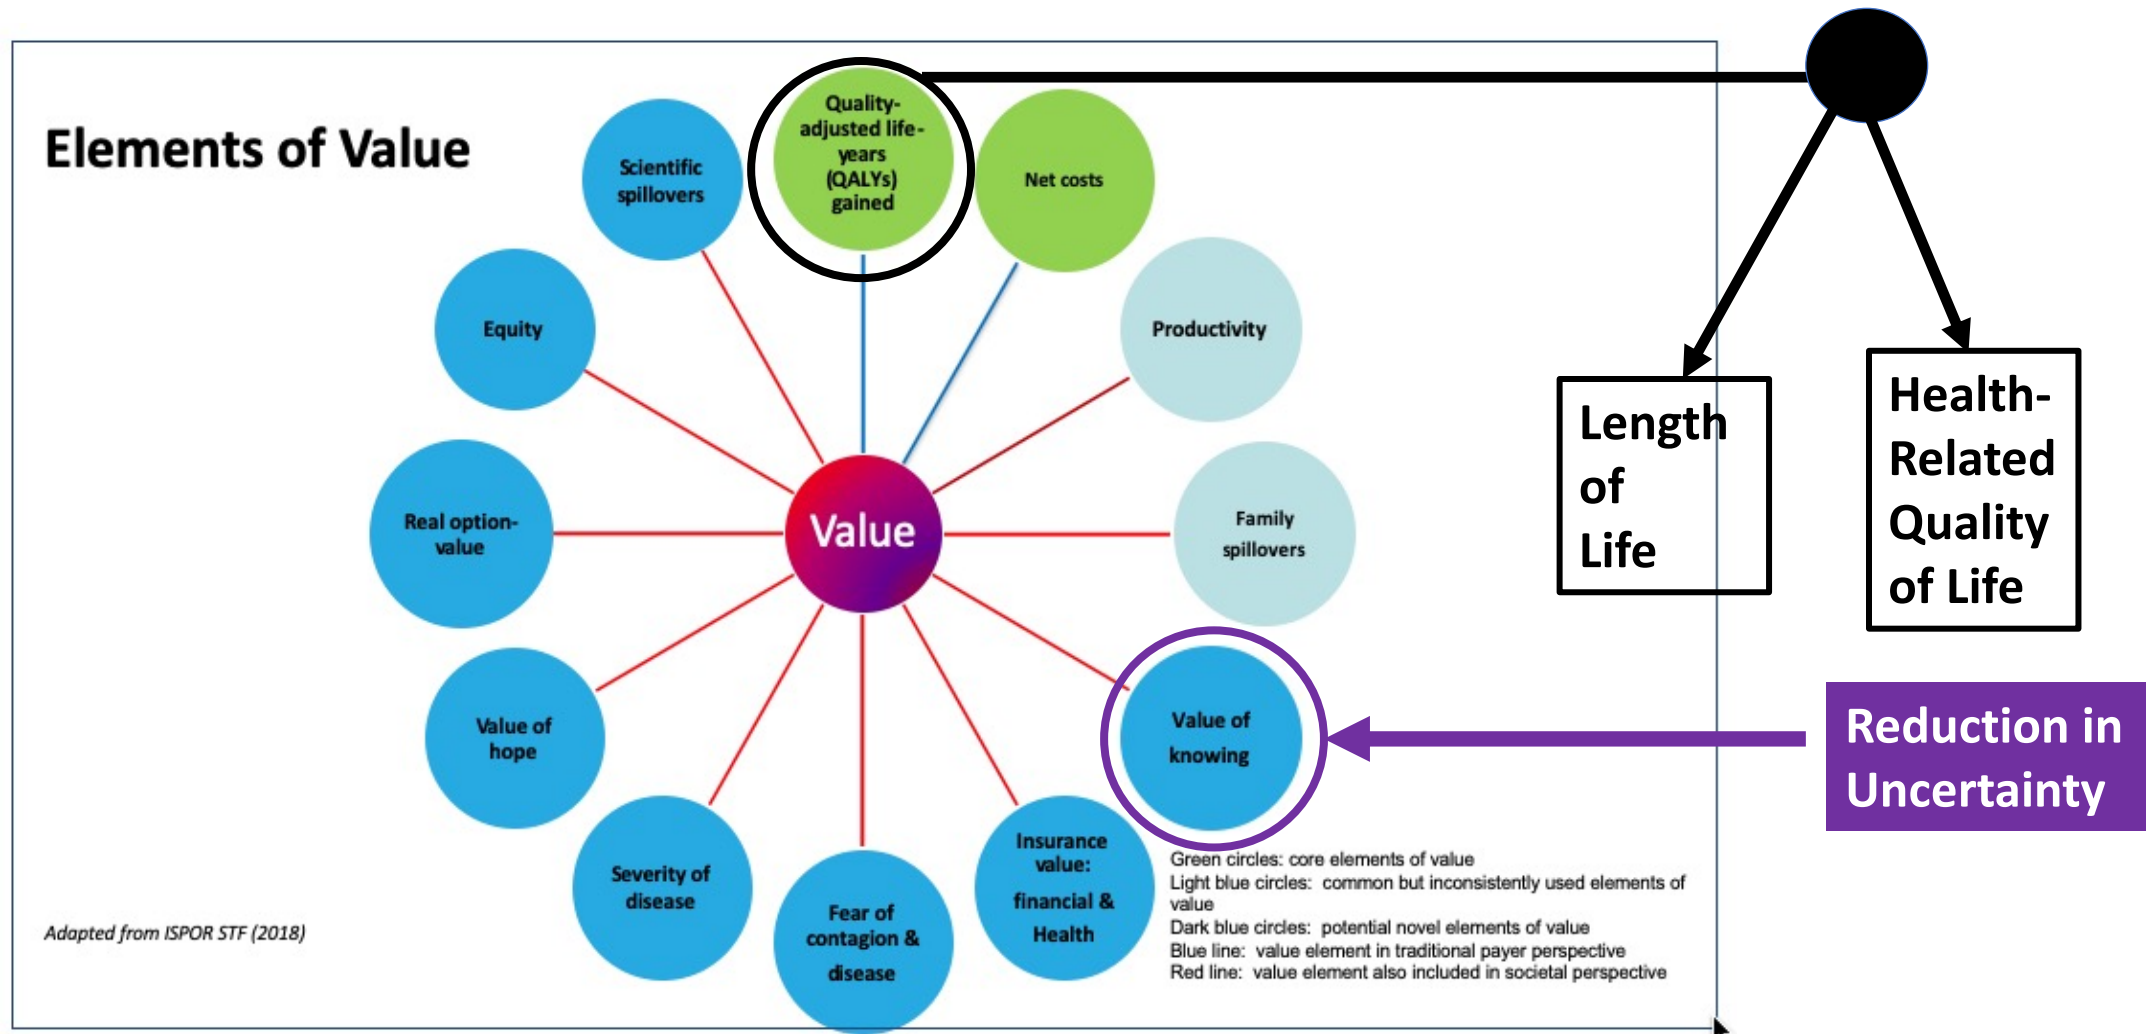 Elements of Value
Quality-
adjusted life-
years
(QALYs)
gained
Net costs
Productivity
Family
spillovers
Value of
knowing
Insurance
value:
financial &
Health
Fear of
contagion &
disease
Severity of
disease
Value of
hope
Real option-
value
Equity
Scientific
spillovers
Value
Length
of
Life
Health-
Related
Quality
of Life
Reduction in
Uncertainty
Green circles: core elements of value
Light blue circles: common but inconsistently used elements of
value
Dark blue circles: potential novel elements of value
Blue line: value element in traditional payer perspective
Red line: value element also included in societal perspective
Adapted from ISPOR STF (2018)